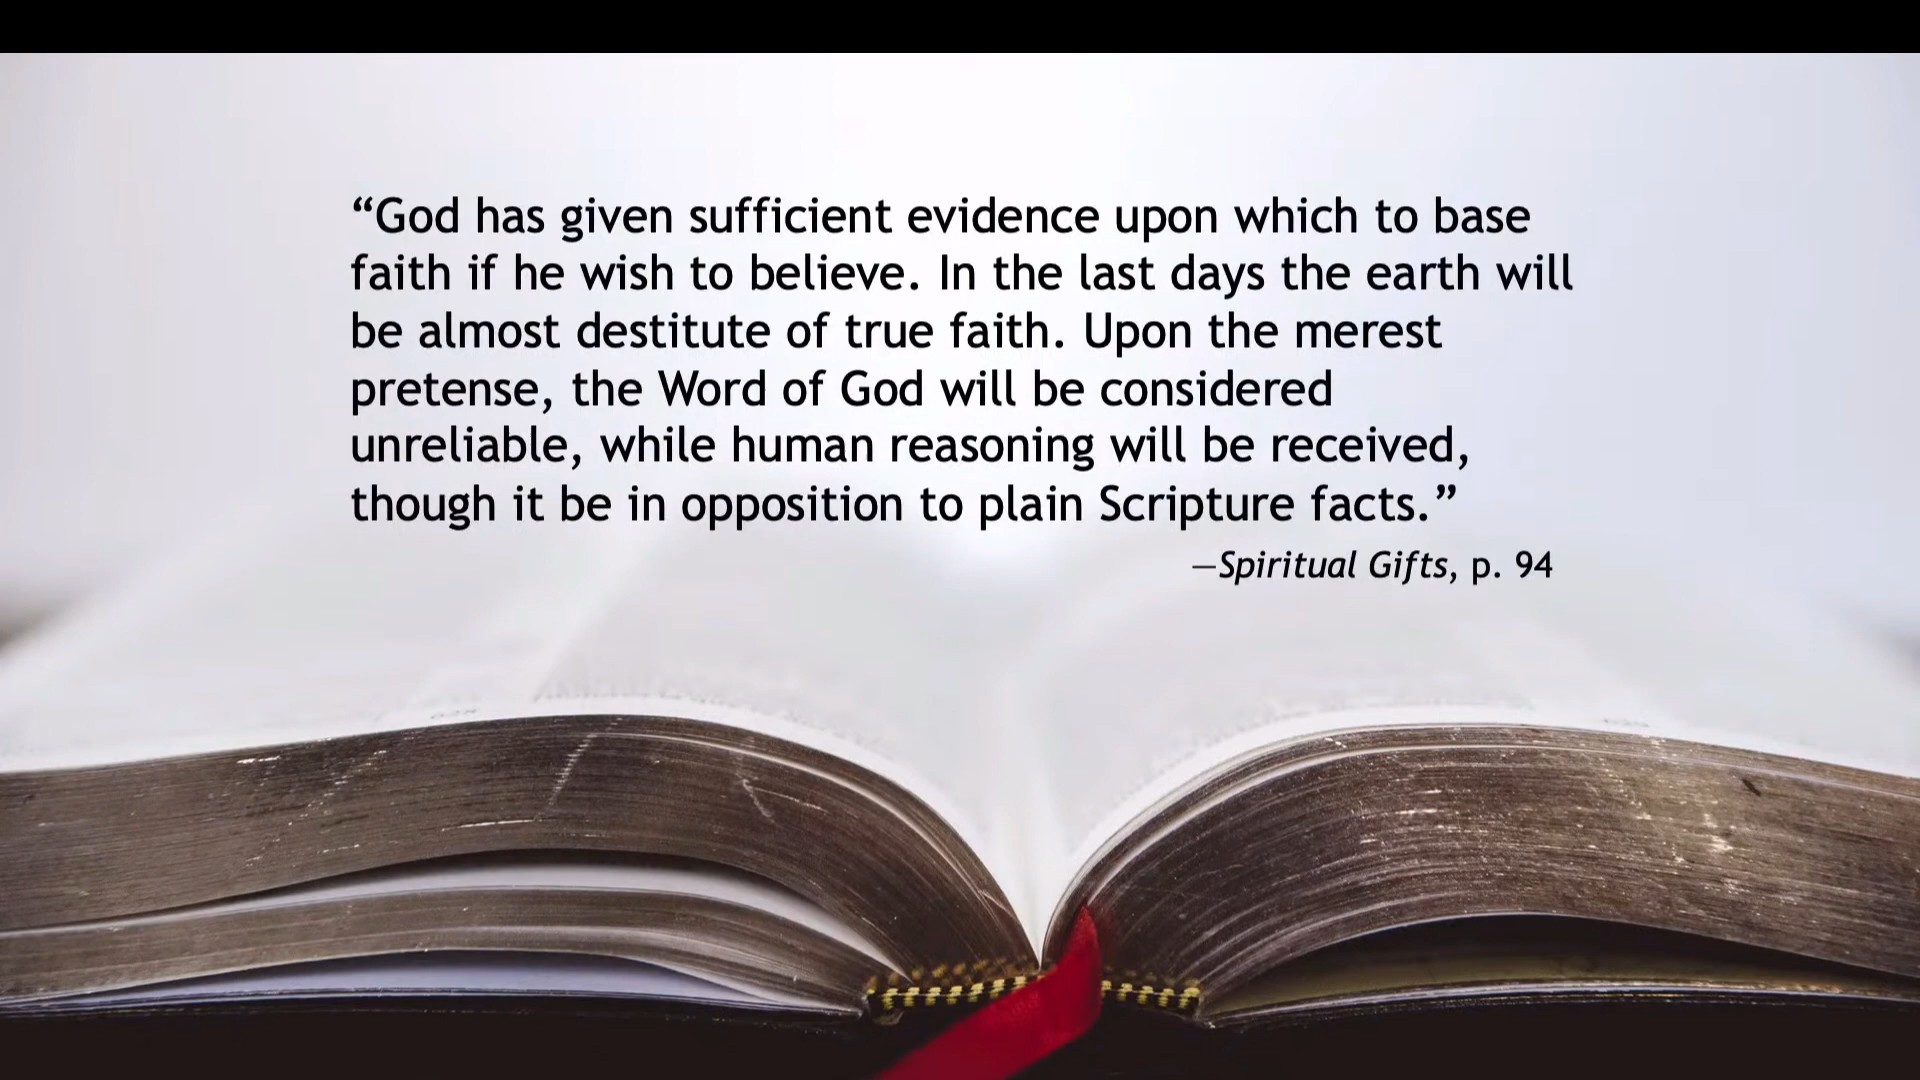 “God has given sufficient evidence upon which to base
faith if he wish to believe. In the last days the earth will
be almost destitute of true faith. Upon the merest
pretense, the Word of God will be considered
unreliable, while human reasoning will be received,
though it be in opposition to plain Scripture facts.”
—Spiritual Gifts, p. 94